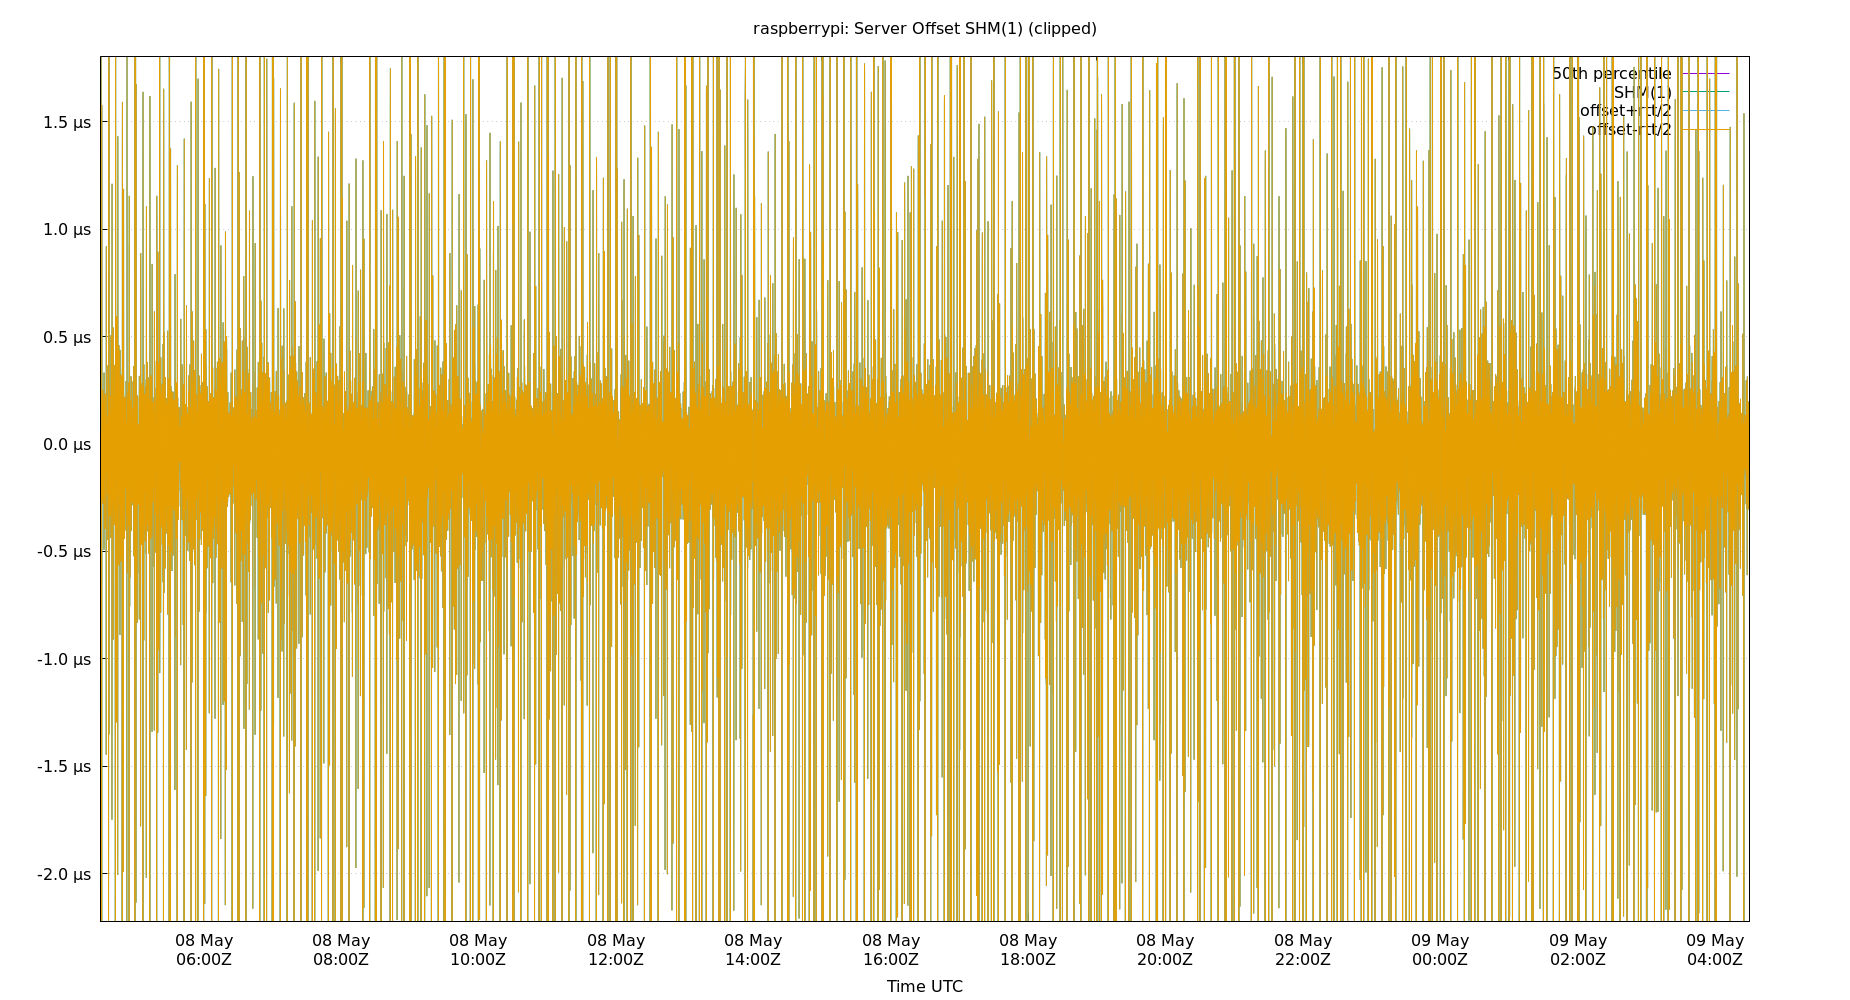 raspberrypi: Server Offset SHM(1) (clipped)
50th percentile
SHM(1)
offset+rtt/2
offset-rtt/2
1.5 µs
1.0 µs
0.5 µs
0.0 µs
-0.5 µs
-1.0 µs
-1.5 µs
-2.0 µs
08 May 08 May 08 May 08 May 08 May 08 May 08 May 08 May 08 May 09 May 09 May 09 May
06:00Z 08:00Z 10:00Z 12:00Z 14:00Z 16:00Z 18:00Z 20:00Z 22:00Z 00:00Z 02:00Z 04:00Z
Time UTC